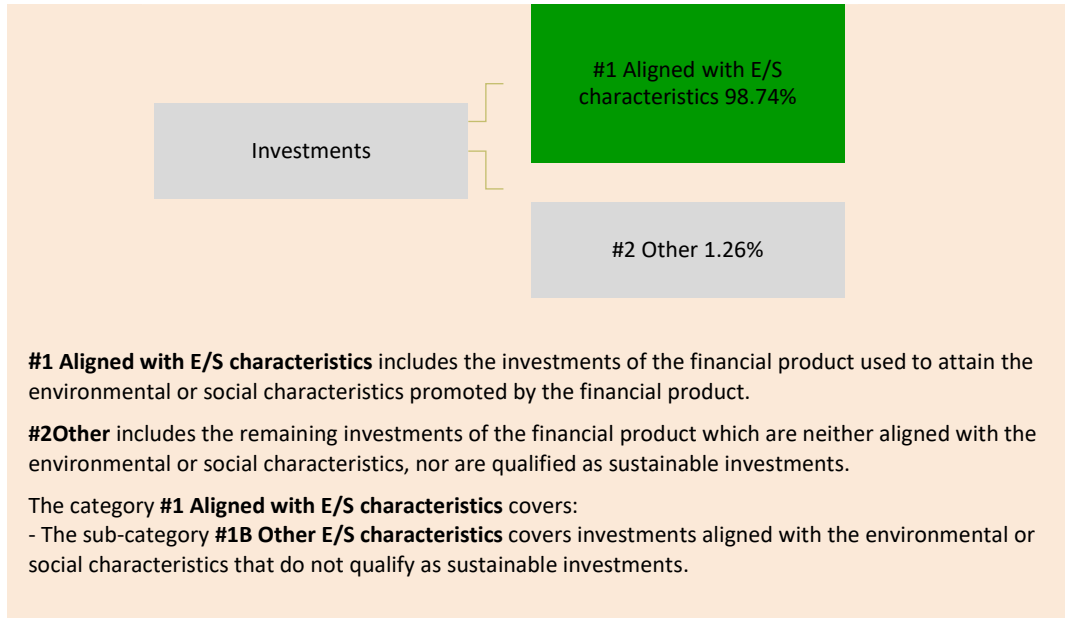 #1 Aligned with E/S
characteristics 98.74%
Investments
#2 Other 1.26%
#1 Aligned with E/S characteristics includes the investments of the financial product used to attain the
environmental or social characteristics promoted by the financial product.
#2Other includes the remaining investments of the financial product which are neither aligned with the
environmental or social characteristics, nor are qualified as sustainable investments.
The category #1 Aligned with E/S characteristics covers:
- The sub-category #1B Other E/S characteristics covers investments aligned with the environmental or
social characteristics that do not qualify as sustainable investments.